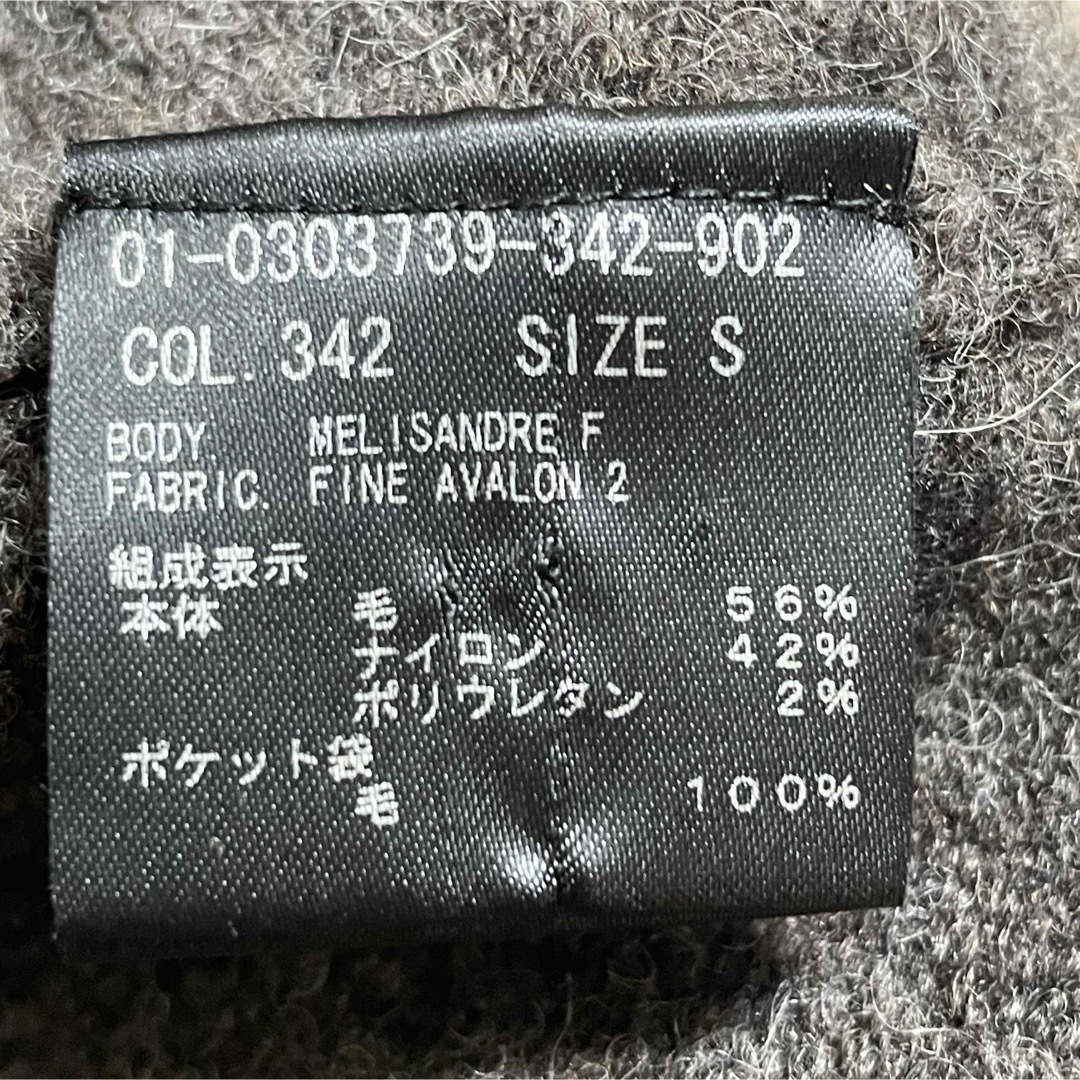 01-0303739-342-902
COL. 342 SIZE S
BODY. MELISANDRE F
FABRIC. FINE AVALON 2
組成表示
本体 毛 56%
ナイロン 42%
ポリウレタン 2%
ポケット袋
毛 100%